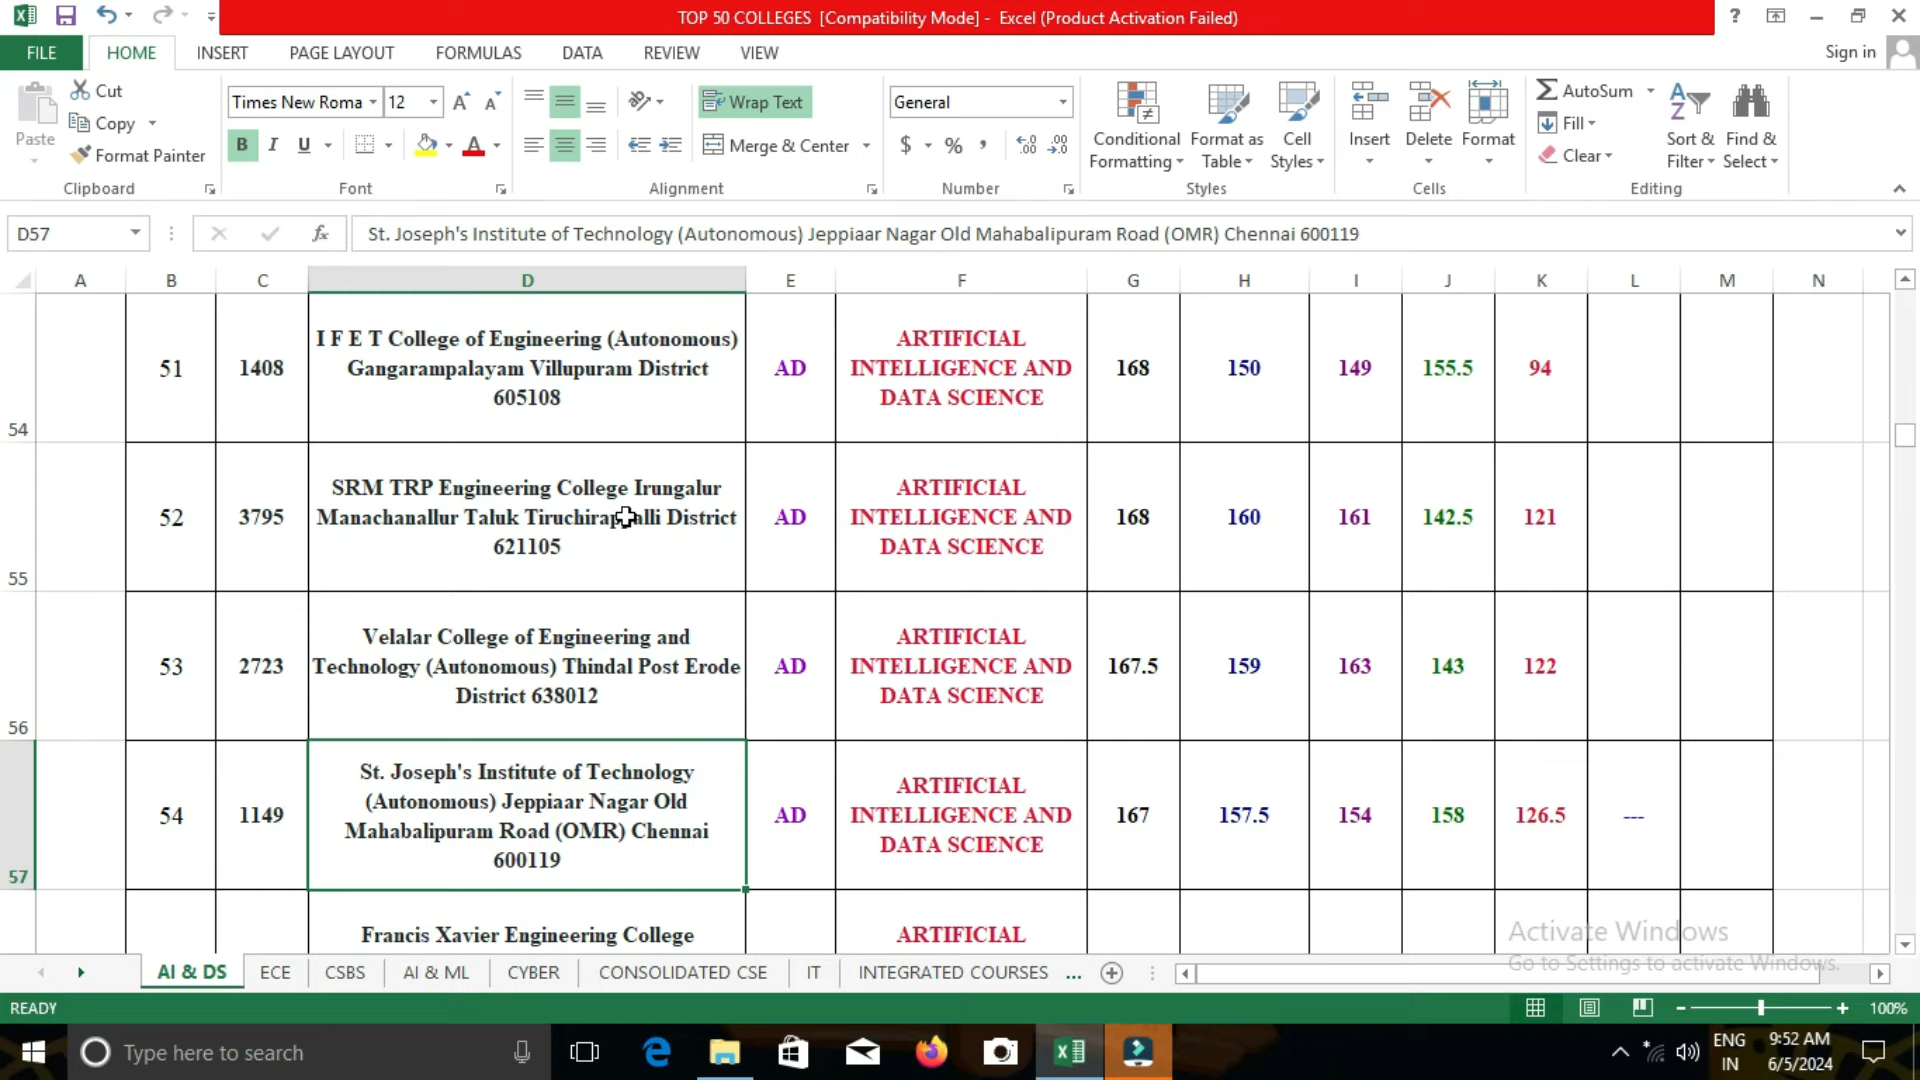 TOP 50 COLLEGES [Compatibility Mode] - Excel (Product Activation Failed)
?
FILE HOME INSERT PAGE LAYOUT FORMULAS DATA REVIEW VIEW Sign in
Paste
Cut
Copy
Format Painter
Clipboard
Times New Roma 12
B I U A
Font
Wrap Text
Merge & Center
Alignment
General
$ % ,
Number
Conditional Formatting
Format as Table
Cell Styles
Styles
Insert Delete Format
Cells
AutoSum
Fill
Clear
Sort & Filter
Find & Select
Editing
D57 fx St. Joseph's Institute of Technology (Autonomous) Jeppiaar Nagar Old Mahabalipuram Road (OMR) Chennai 600119
A B C D E F G H I J K L M N
54
51 1408
I F E T College of Engineering (Autonomous)
Gangarampalayam Villupuram District
605108
AD
ARTIFICIAL
INTELLIGENCE AND
DATA SCIENCE
168 150 149 155.5 94
55
52 3795
SRM TRP Engineering College Irungalur
Manachanallur Taluk Tiruchirappalli District
621105
AD
ARTIFICIAL
INTELLIGENCE AND
DATA SCIENCE
168 160 161 142.5 121
56
53 2723
Velalar College of Engineering and
Technology (Autonomous) Thindal Post Erode
District 638012
AD
ARTIFICIAL
INTELLIGENCE AND
DATA SCIENCE
167.5 159 163 143 122
57
54 1149
St. Joseph's Institute of Technology
(Autonomous) Jeppiaar Nagar Old
Mahabalipuram Road (OMR) Chennai
600119
AD
ARTIFICIAL
INTELLIGENCE AND
DATA SCIENCE
167 157.5 154 158 126.5 ---
Francis Xavier Engineering College
ARTIFICIAL
Activate Windows
Go to Settings to activate Windows.
AI & DS ECE CSBS AI & ML CYBER CONSOLIDATED CSE IT INTEGRATED COURSES ...
READY 100%
Type here to search
ENG
IN
9:52 AM
6/5/2024